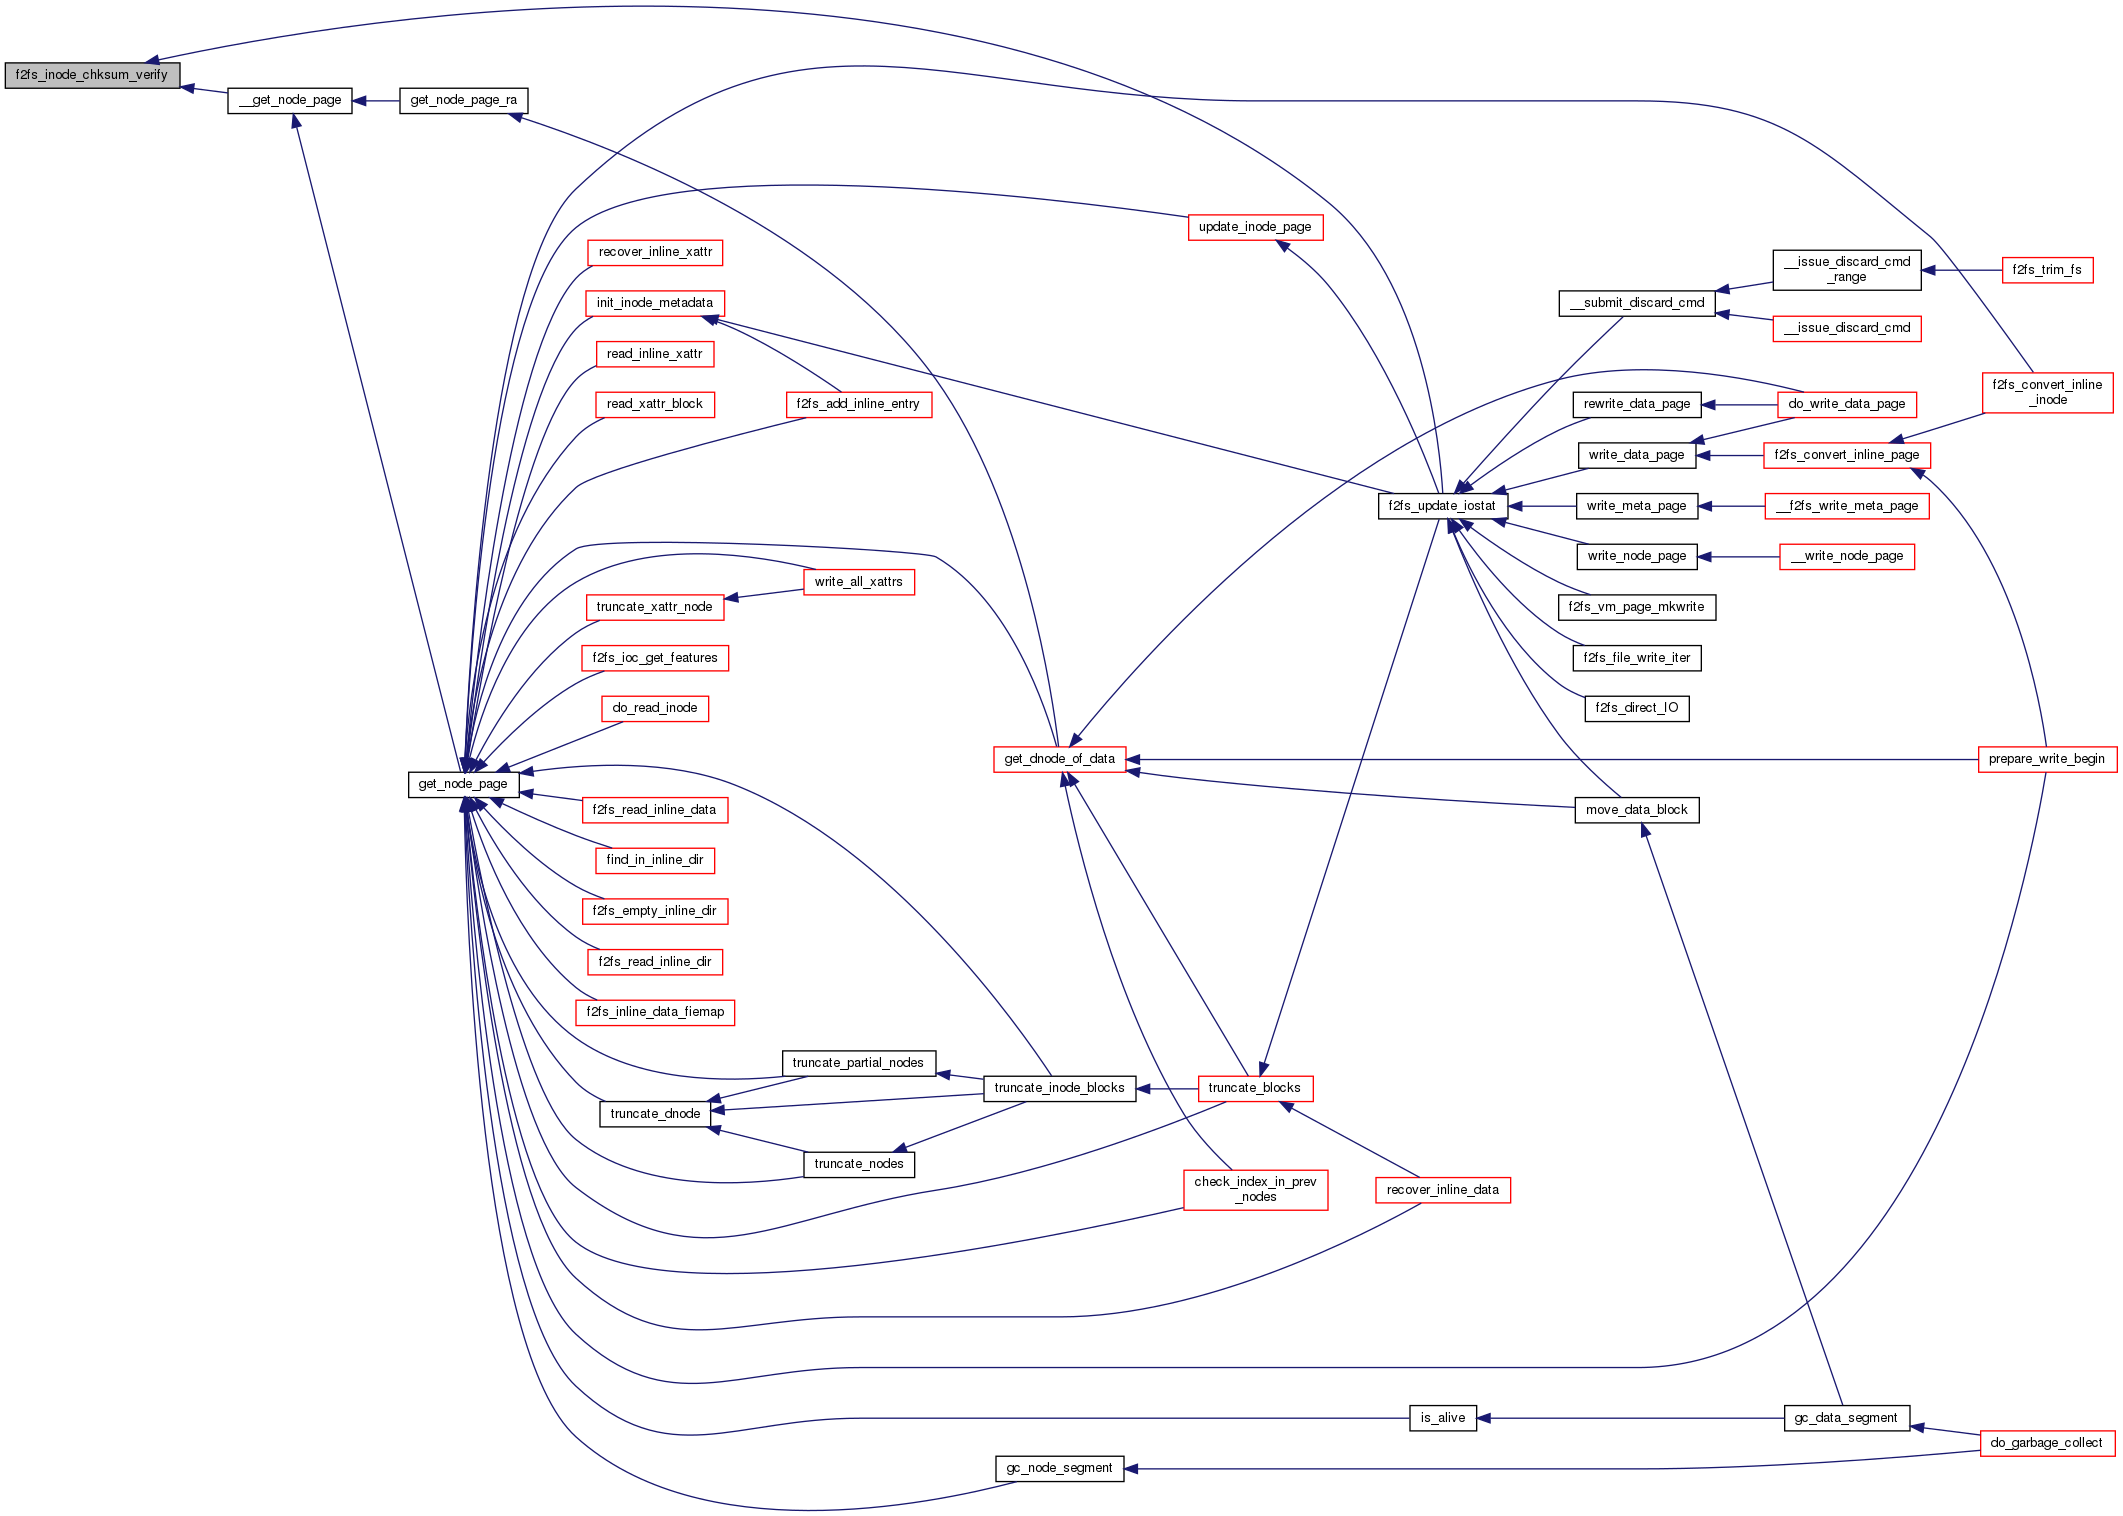 f2fs_inode_chksum_verify
__get_node_page
get_node_page_ra
update_inode_page
recover_inline_xattr
__issue_discard_cmd
_range
f2fs_trim_fs
init_inode_metadata
__submit_discard_cmd
__issue_discard_cmd
read_inline_xattr
f2fs_convert_inline
_inode
read_xattr_block
f2fs_add_inline_entry
rewrite_data_page
do_write_data_page
write_data_page
f2fs_convert_inline_page
f2fs_update_iostat
write_meta_page
__f2fs_write_meta_page
write_node_page
__write_node_page
write_all_xattrs
truncate_xattr_node
f2fs_vm_page_mkwrite
f2fs_ioc_get_features
f2fs_file_write_iter
do_read_inode
f2fs_direct_IO
get_dnode_of_data
prepare_write_begin
get_node_page
f2fs_read_inline_data
move_data_block
find_in_inline_dir
f2fs_empty_inline_dir
f2fs_read_inline_dir
f2fs_inline_data_fiemap
truncate_partial_nodes
truncate_inode_blocks
truncate_blocks
truncate_dnode
truncate_nodes
check_index_in_prev
_nodes
recover_inline_data
is_alive
gc_data_segment
do_garbage_collect
gc_node_segment